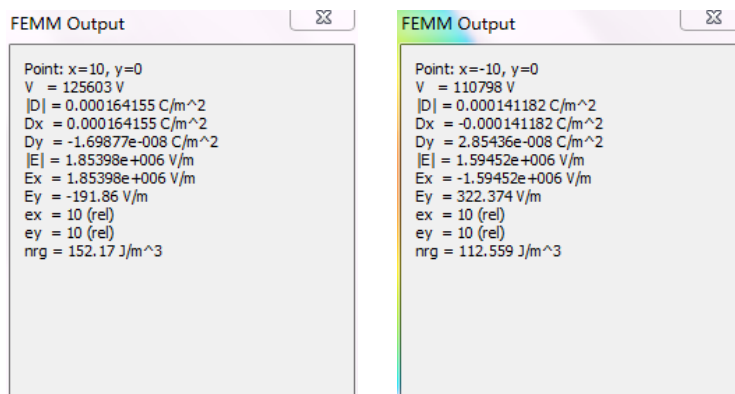 FEMM Output
Point: x=10, y=0
V = 125603 V
|D| = 0.000164155 C/m^2
Dx = 0.000164155 C/m^2
Dy = -1.69877e-008 C/m^2
|E| = 1.85398e+006 V/m
Ex = 1.85398e+006 V/m
Ey = -191.86 V/m
ex = 10 (rel)
ey = 10 (rel)
nrg = 152.17 J/m^3
FEMM Output
Point: x=-10, y=0
V = 110798 V
|D| = 0.000141182 C/m^2
Dx = -0.000141182 C/m^2
Dy = 2.85436e-008 C/m^2
|E| = 1.59452e+006 V/m
Ex = -1.59452e+006 V/m
Ey = 322.374 V/m
ex = 10 (rel)
ey = 10 (rel)
nrg = 112.559 J/m^3